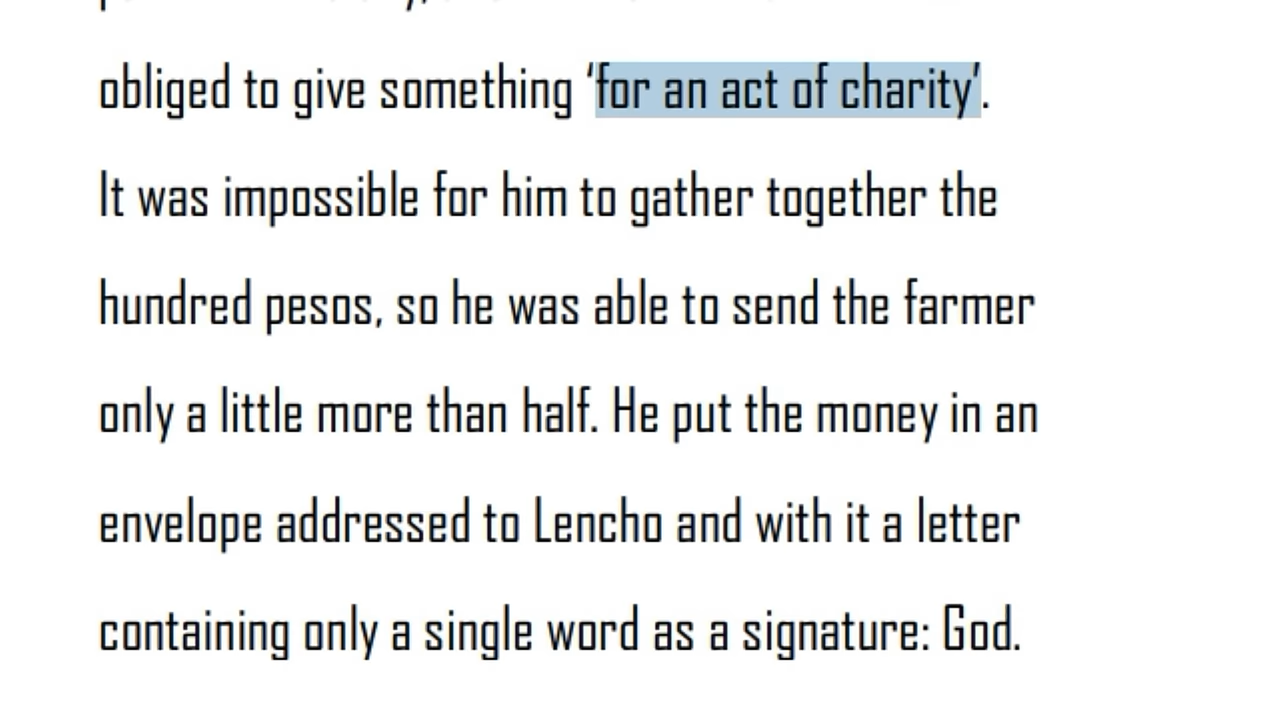 obliged to give something ‘for an act of charity’.
It was impossible for him to gather together the
hundred pesos, so he was able to send the farmer
only a little more than half. He put the money in an
envelope addressed to Lencho and with it a letter
containing only a single word as a signature: God.